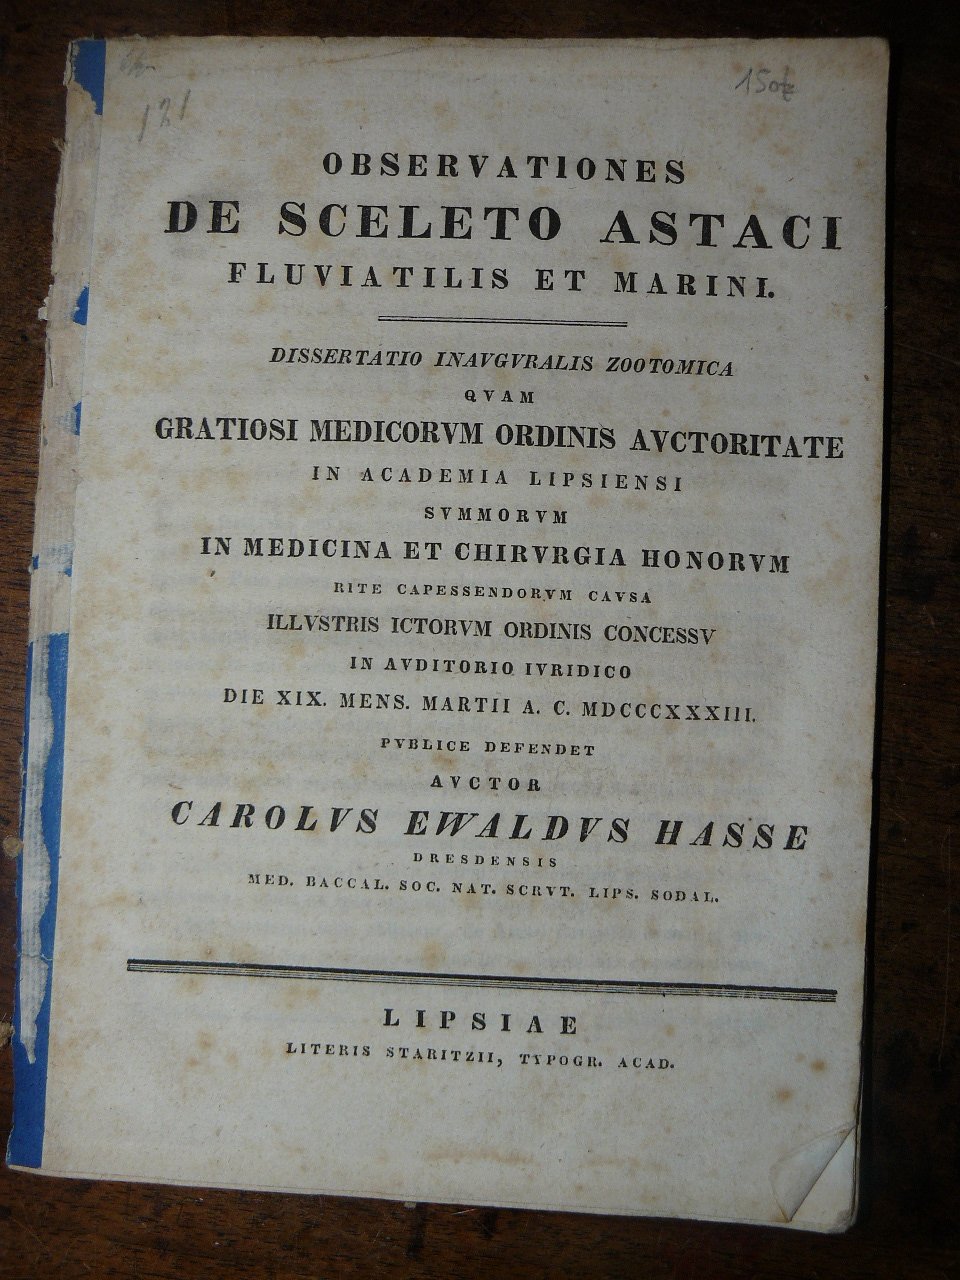 121
OBSERVATIONES
DE SCELETO ASTACI
FLUVIATILIS ET MARINI.
DISSERTATIO INAVGVRALIS ZOOTOMICA
QVAM
GRATIOSI MEDICORVM ORDINIS AVCTORITATE
IN ACADEMIA LIPSIENSI
SVMMORVM
IN MEDICINA ET CHIRVRGIA HONORVM
RITE CAPESSENDORVM CAVSA
ILLVSTRIS ICTORVM ORDINIS CONCESSV
IN AVDITORIO IVRIDICO
DIE XIX. MENS. MARTII A. C. MDCCCXXXIII.
PVBLICE DEFENDET
AVCTOR
CAROLVS EWALDVS HASSE
DRESDENSIS
MED. BACCAL. SOC. NAT. SCRVT. LIPS. SODAL.
LIPSIAE
LITERIS STARITZII, TYPOGR. ACAD.